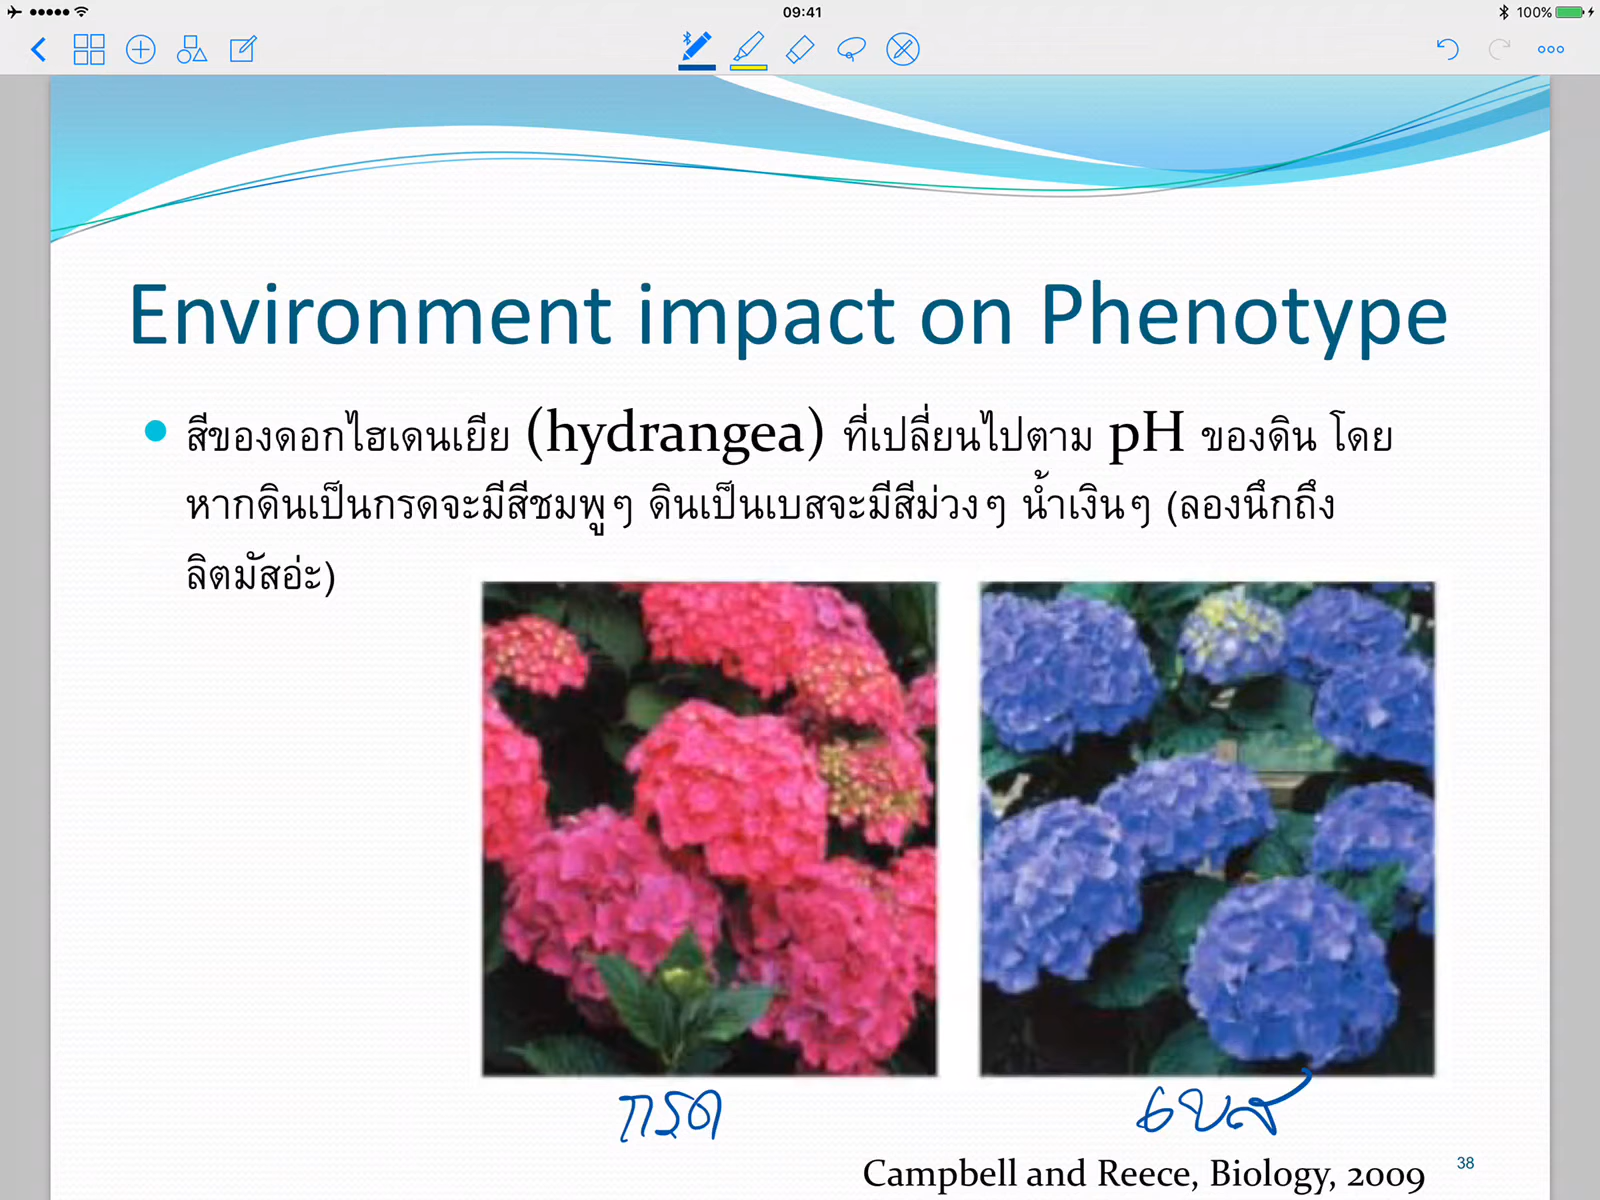 09:41
100%
Environment impact on Phenotype
สีของดอกไฮเดนเยีย (hydrangea) ที่เปลี่ยนไปตาม pH ของดิน โดย
หากดินเป็นกรดจะมีสีชมพูๆ ดินเป็นเบสจะมีสีม่วงๆ น้ำเงินๆ (ลองนึกถึง
ลิตมัสอ่ะ)
กรด
เบส
Campbell and Reece, Biology, 2009
38